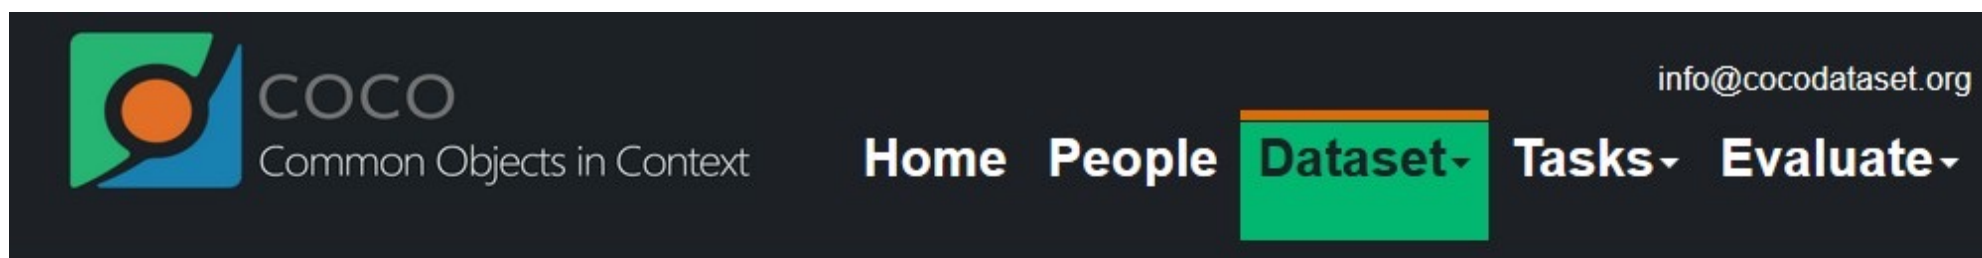 COCO
Common Objects in Context
info@cocodataset.org
Home People Dataset Tasks Evaluate